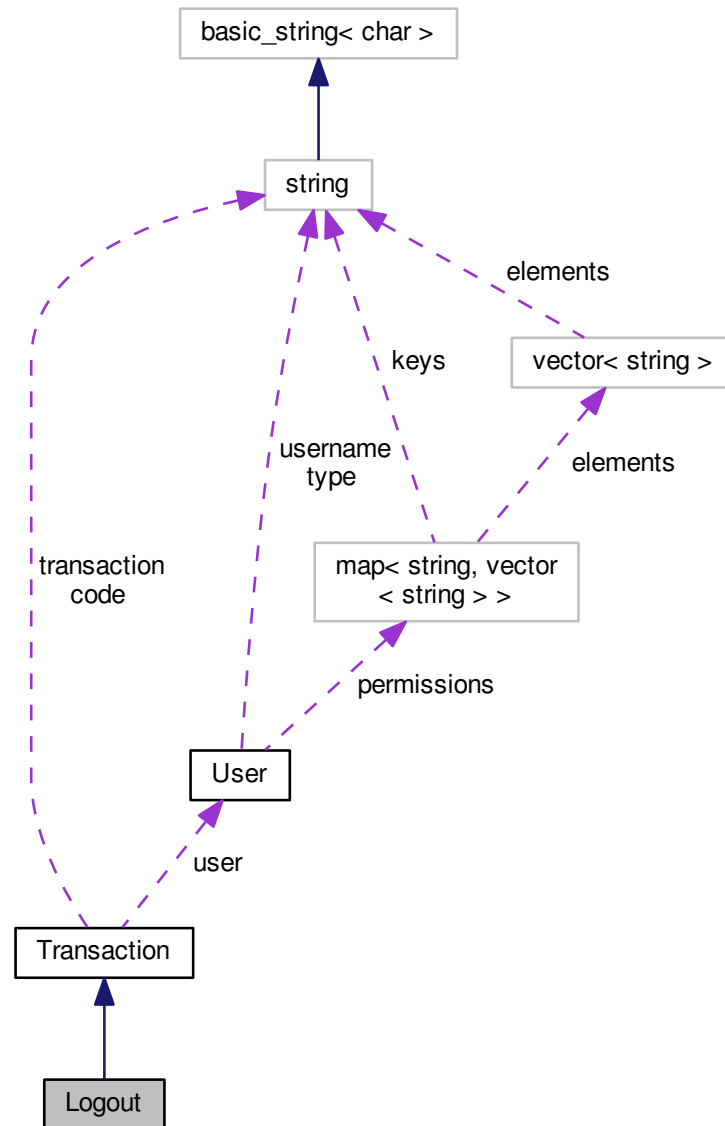 basic_string< char >
string
elements
vector< string >
keys
username
type
elements
transaction
code
map< string, vector
< string > >
permissions
User
user
Transaction
Logout